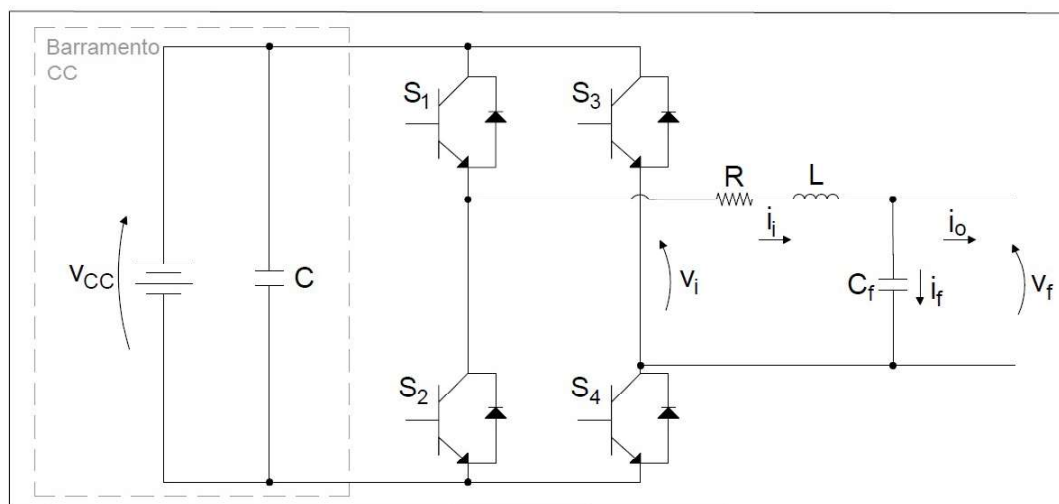 Barramento
CC
S1
S3
R
L
ii
io
vCC
C
vi
Cf
if
vf
S2
S4